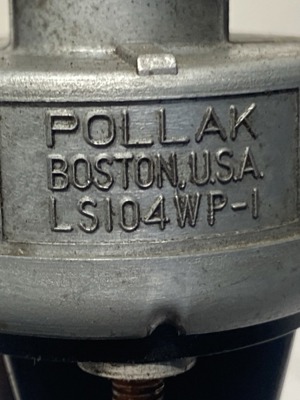 POLLAK
BOSTON, U.S.A.
LS104WP-1